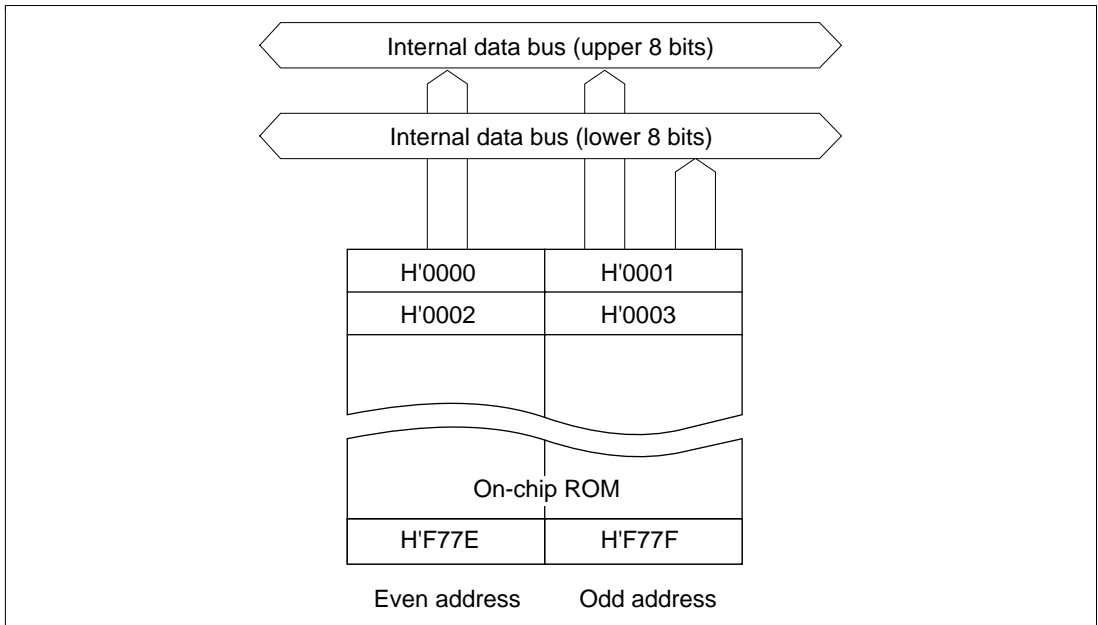 Internal data bus (upper 8 bits)
Internal data bus (lower 8 bits)
H'0000 H'0001
H'0002 H'0003
On-chip ROM
H'F77E H'F77F
Even address Odd address